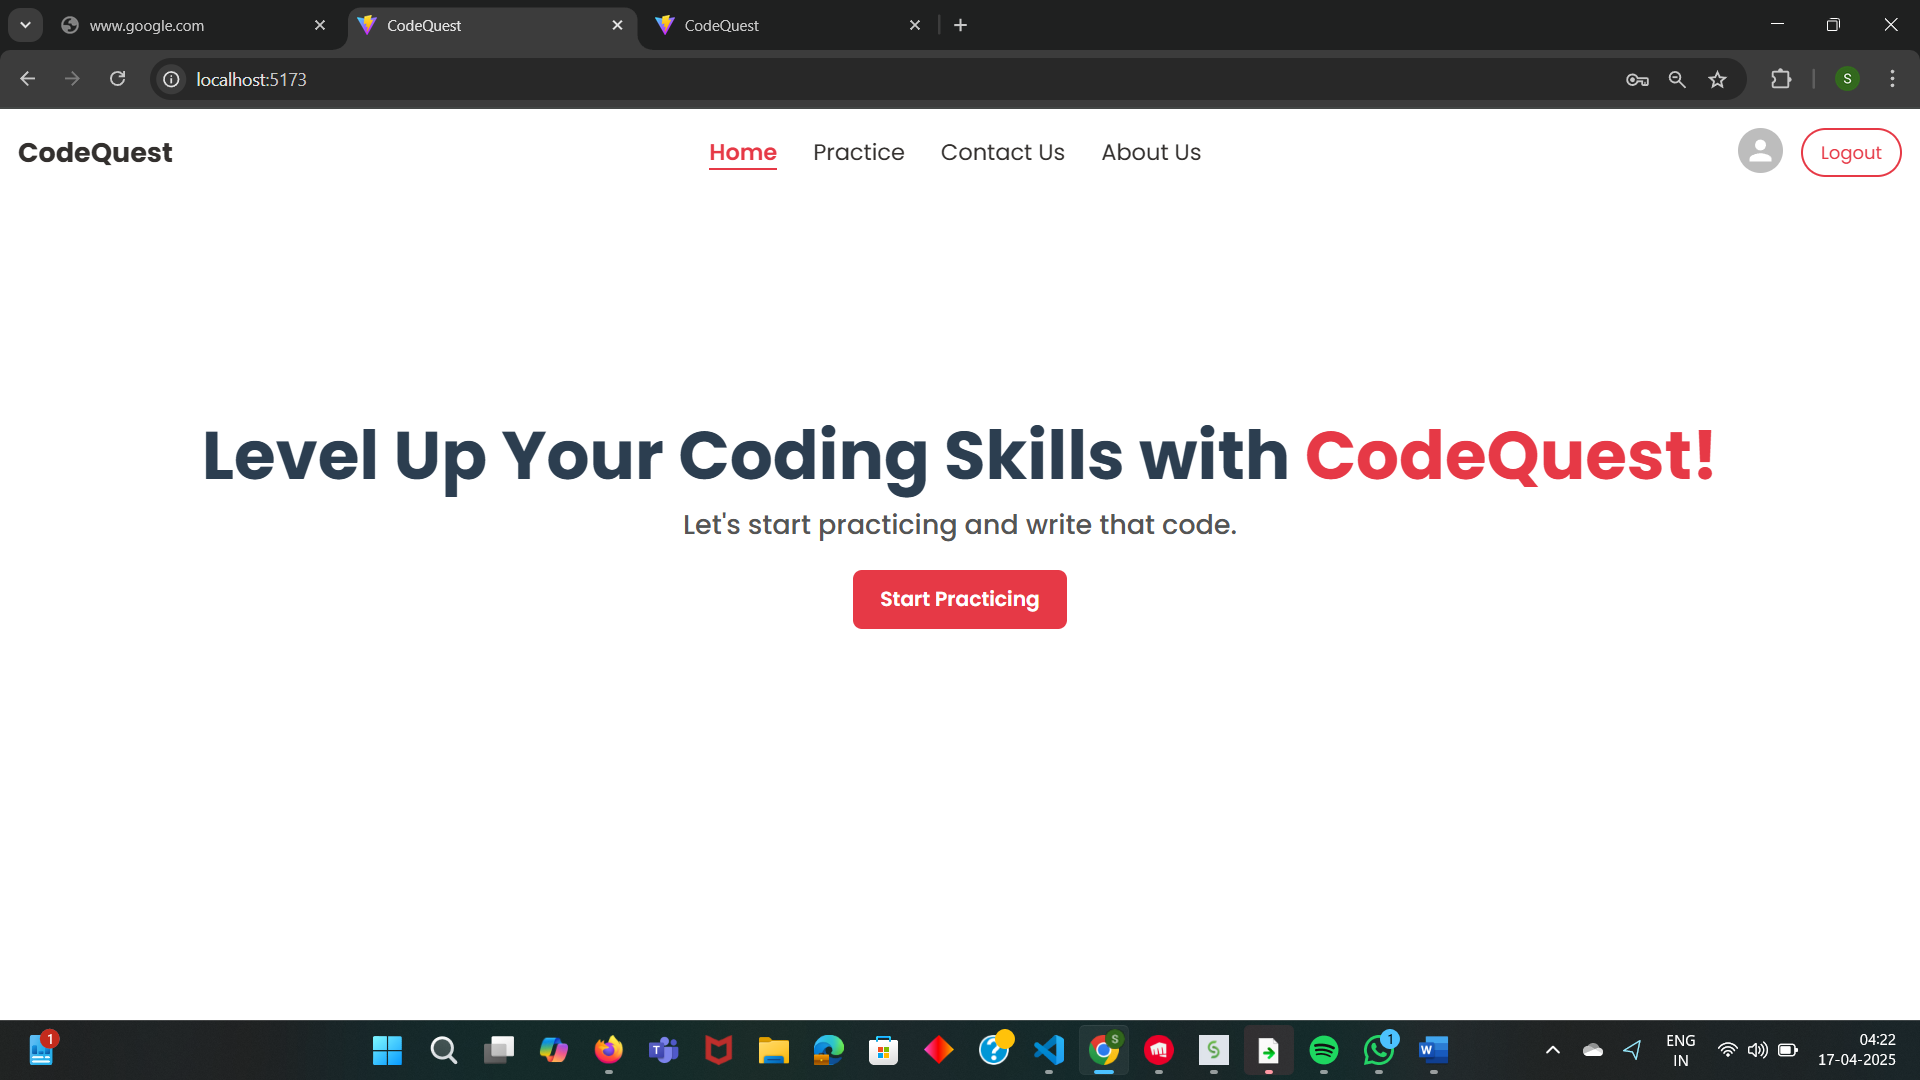 www.google.com
CodeQuest
CodeQuest
localhost:5173
S
CodeQuest
Home
Practice
Contact Us
About Us
Logout
Level Up Your Coding Skills with CodeQuest!
Let's start practicing and write that code.
Start Practicing
1
T
S
1
W
ENG
IN
04:22
17-04-2025